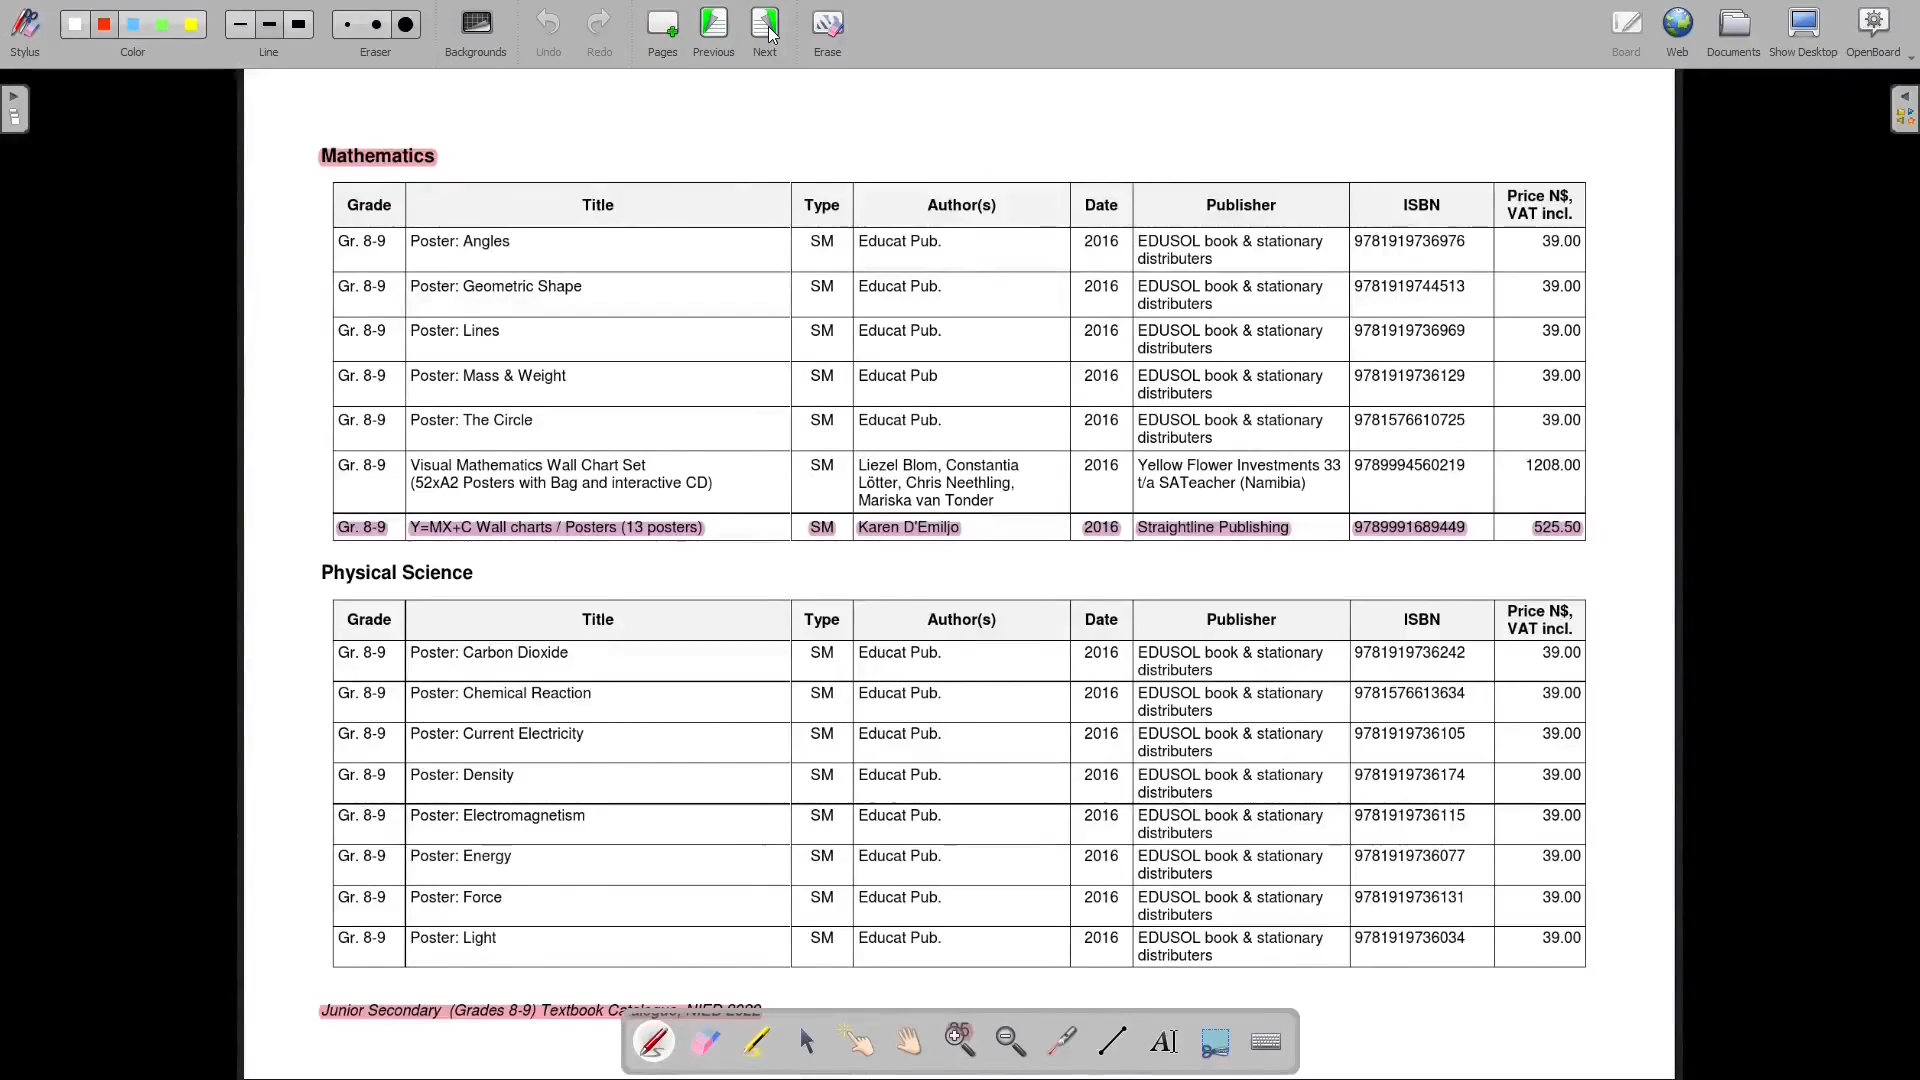 Stylus Color Line Eraser Backgrounds Undo Redo Pages Previous Next Erase Board Web Documents Show Desktop OpenBoard
Mathematics
Grade Title Type Author(s) Date Publisher ISBN Price N$, VAT incl.
Gr. 8-9 Poster: Angles SM Educat Pub. 2016 EDUSOL book & stationary distributers 9781919736976 39.00
Gr. 8-9 Poster: Geometric Shape SM Educat Pub. 2016 EDUSOL book & stationary distributers 9781919744513 39.00
Gr. 8-9 Poster: Lines SM Educat Pub. 2016 EDUSOL book & stationary distributers 9781919736969 39.00
Gr. 8-9 Poster: Mass & Weight SM Educat Pub 2016 EDUSOL book & stationary distributers 9781919736129 39.00
Gr. 8-9 Poster: The Circle SM Educat Pub. 2016 EDUSOL book & stationary distributers 9781576610725 39.00
Gr. 8-9 Visual Mathematics Wall Chart Set (52xA2 Posters with Bag and interactive CD) SM Liezel Blom, Constantia Lötter, Chris Neethling, Mariska van Tonder 2016 Yellow Flower Investments 33 t/a SATeacher (Namibia) 9789994560219 1208.00
Gr. 8-9 Y=MX+C Wall charts / Posters (13 posters) SM Karen D'Emiljo 2016 Straightline Publishing 9789991689449 525.50
Physical Science
Grade Title Type Author(s) Date Publisher ISBN Price N$, VAT incl.
Gr. 8-9 Poster: Carbon Dioxide SM Educat Pub. 2016 EDUSOL book & stationary distributers 9781919736242 39.00
Gr. 8-9 Poster: Chemical Reaction SM Educat Pub. 2016 EDUSOL book & stationary distributers 9781576613634 39.00
Gr. 8-9 Poster: Current Electricity SM Educat Pub. 2016 EDUSOL book & stationary distributers 9781919736105 39.00
Gr. 8-9 Poster: Density SM Educat Pub. 2016 EDUSOL book & stationary distributers 9781919736174 39.00
Gr. 8-9 Poster: Electromagnetism SM Educat Pub. 2016 EDUSOL book & stationary distributers 9781919736115 39.00
Gr. 8-9 Poster: Energy SM Educat Pub. 2016 EDUSOL book & stationary distributers 9781919736077 39.00
Gr. 8-9 Poster: Force SM Educat Pub. 2016 EDUSOL book & stationary distributers 9781919736131 39.00
Gr. 8-9 Poster: Light SM Educat Pub. 2016 EDUSOL book & stationary distributers 9781919736034 39.00
Junior Secondary (Grades 8-9) Textbook Catalogue, NIED 2022